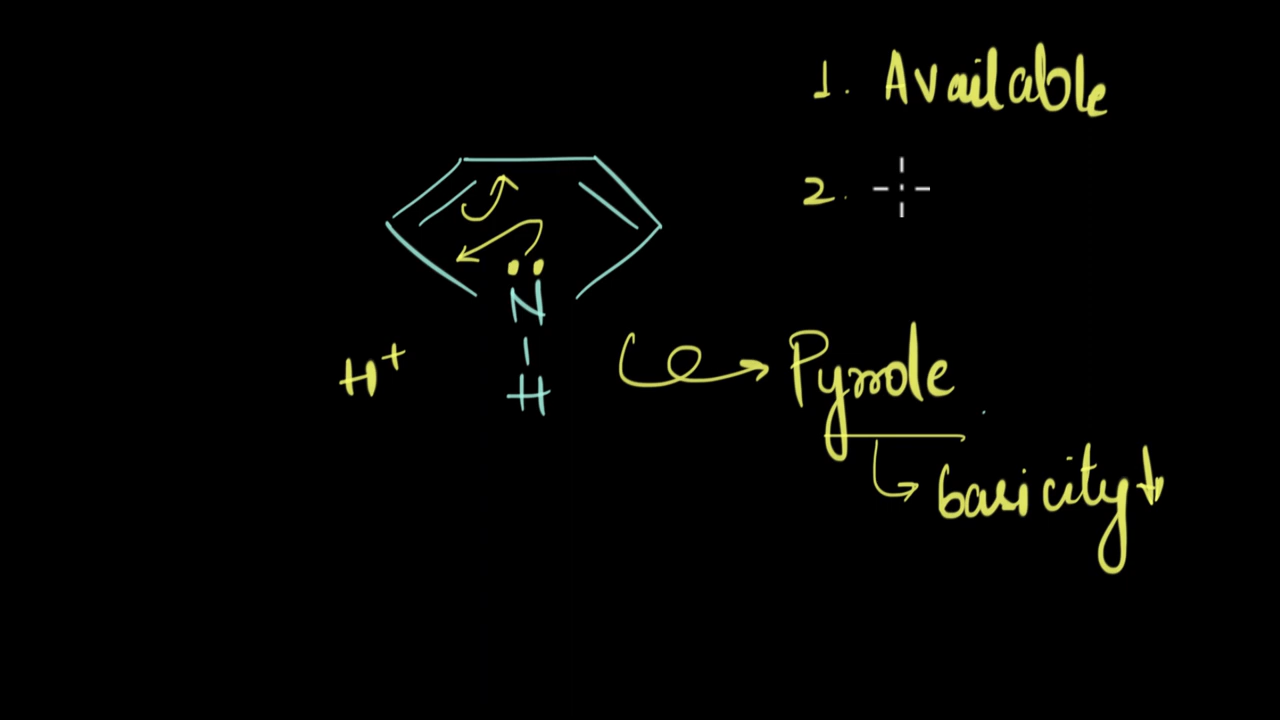 1. Available
2.
N
H
H+
Pyrrole
basicity↓